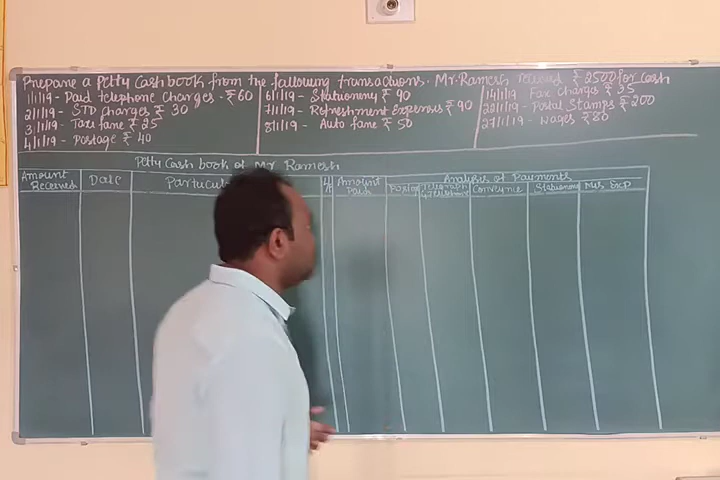 Prepare a Petty Cash book from the following transactions. Mr. Ramesh received ₹ 2500 for Cash
1/1/19 - Paid telephone Charges - ₹ 60
2/1/19 - STD Charges ₹ 30
3/1/19 - Taxi fare ₹ 25
4/1/19 - Postage ₹ 40
6/1/19 - Stationery ₹ 90
7/1/19 - Refreshment Expenses ₹ 90
8/1/19 - Auto fare ₹ 50
14/1/19 Fax Charges ₹ 35
22/1/19 - Postal Stamps ₹ 200
27/1/19 - Wages ₹ 80
Petty Cash book of Mr Ramesh
Amount Received
Date
Amount Paid
Analysis of Payments
Stationery
Mis Exp